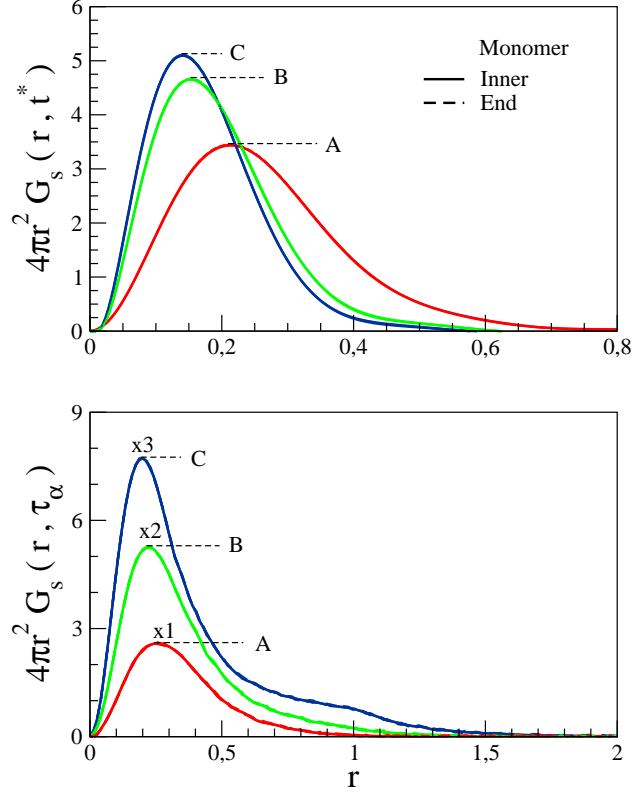 6
5
4
3
2
1
0
4πr² Gₛ ( r , t* )
C
B
A
Monomer
Inner
End
0
0,2
0,4
0,6
0,8
9
6
3
0
4πr² Gₛ ( r , τ_α )
x3
C
x2
B
x1
A
0
0,5
1
1,5
2
r